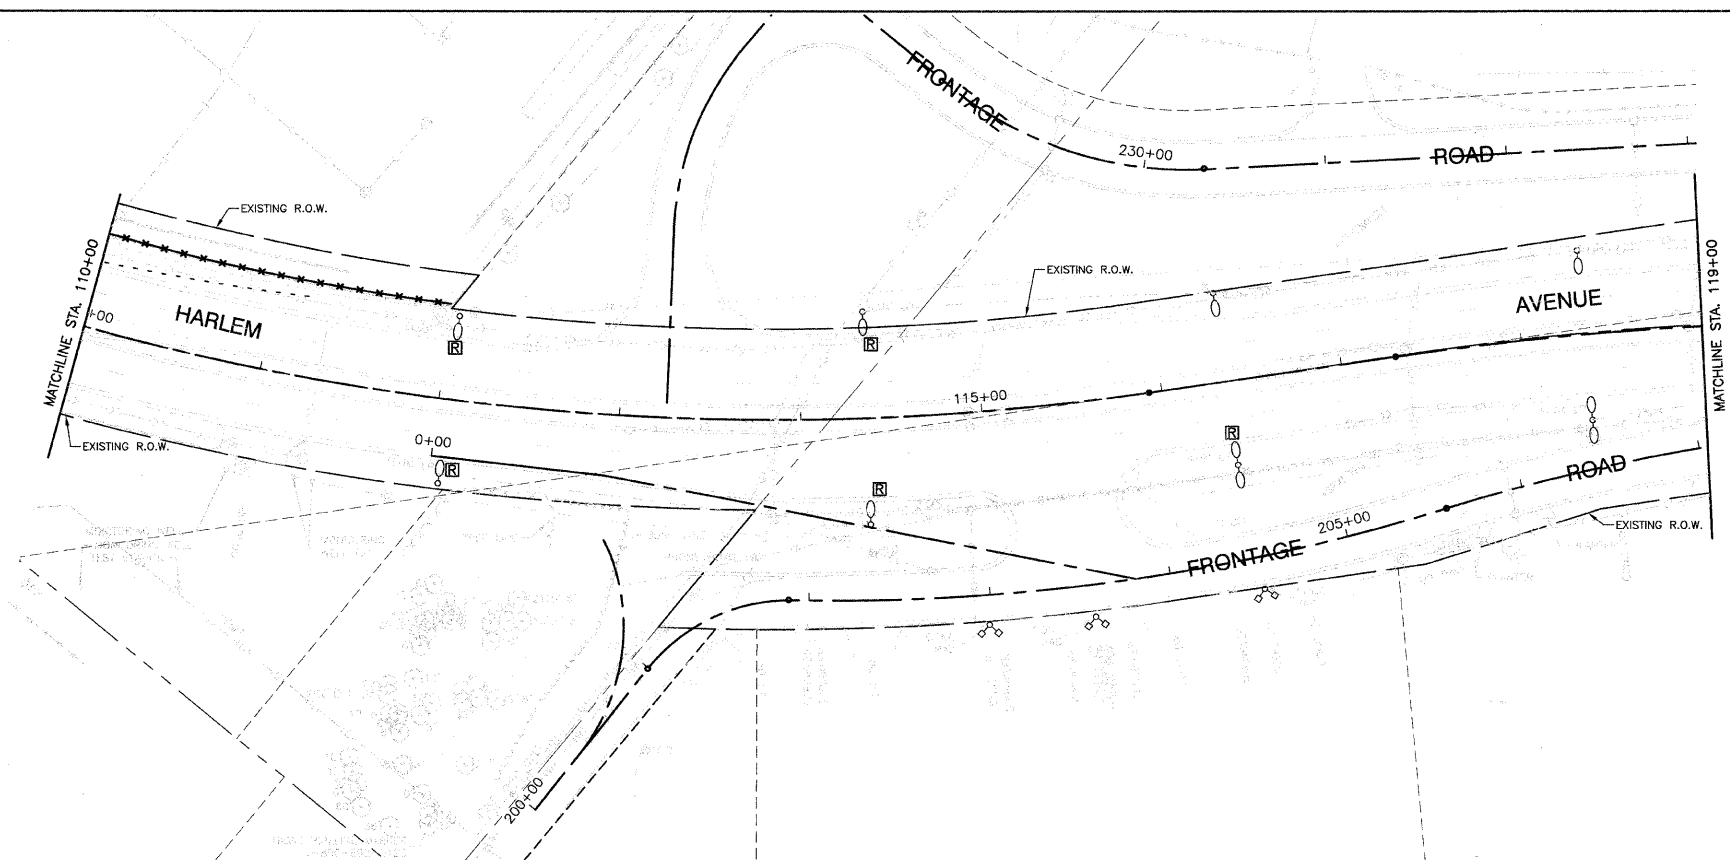 FRONTAGE
230+00
ROAD
EXISTING R.O.W.
MATCHLINE STA. 110+00
+00
HARLEM
EXISTING R.O.W.
AVENUE
MATCHLINE STA. 119+00
R
R
115+00
EXISTING R.O.W.
0+00
R
R
R
ROAD
205+00
EXISTING R.O.W.
FRONTAGE
200+00